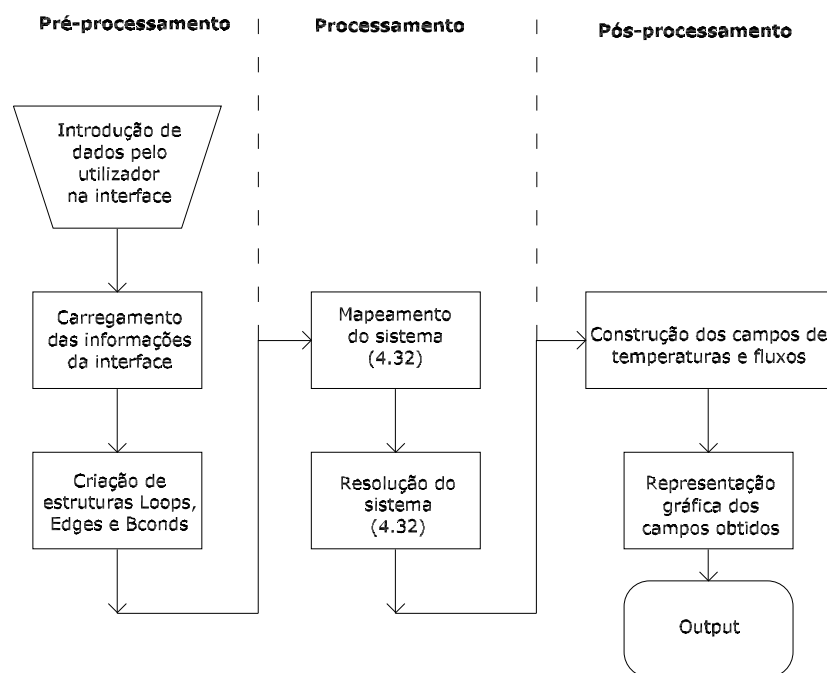 Pré-processamento
Processamento
Pós-processamento
Introdução de
dados pelo
utilizador
na interface
Carregamento
das informações
da interface
Criação de
estruturas Loops,
Edges e Bconds
Mapeamento
do sistema
(4.32)
Resolução do
sistema
(4.32)
Construção dos campos de
temperaturas e fluxos
Representação
gráfica dos
campos obtidos
Output